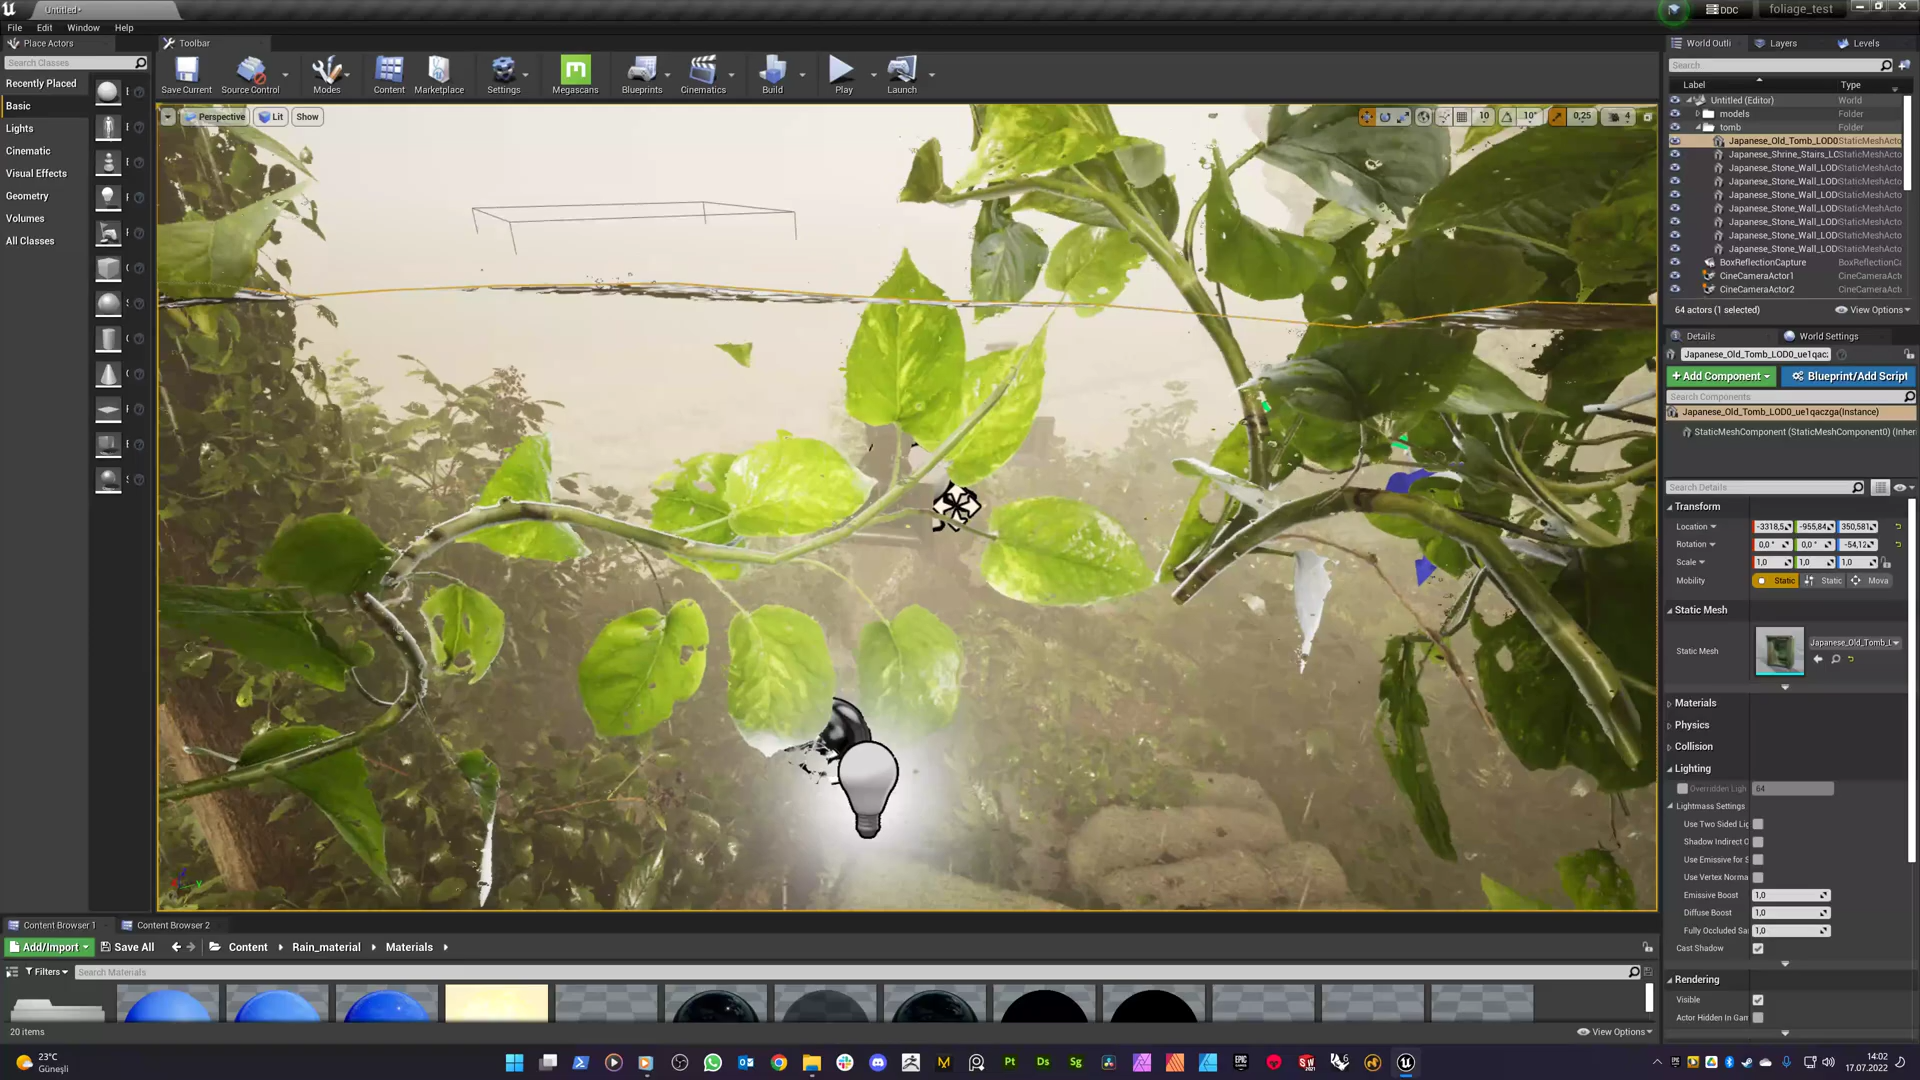 Untitled•
DDC
foliage_test
File
Edit
Window
Help
Place Actors
Search Classes
Recently Placed
Basic
Lights
Cinematic
Visual Effects
Geometry
Volumes
All Classes
Toolbar
Save Current
Source Control
Modes
Content
Marketplace
Settings
Megascans
Blueprints
Cinematics
Build
Play
Launch
Perspective
Lit
Show
10
10°
0,25
4
World Outli
Layers
Levels
Search
Label
Type
Untitled (Editor)
World
models
Folder
tomb
Folder
Japanese_Old_Tomb_LOD0
StaticMeshActo
Japanese_Shrine_Stairs_LC
StaticMeshActo
Japanese_Stone_Wall_LOD
StaticMeshActo
Japanese_Stone_Wall_LOD
StaticMeshActo
Japanese_Stone_Wall_LOD
StaticMeshActo
Japanese_Stone_Wall_LOD
StaticMeshActo
Japanese_Stone_Wall_LOD
StaticMeshActo
Japanese_Stone_Wall_LOD
StaticMeshActo
Japanese_Stone_Wall_LOD
StaticMeshActo
BoxReflectionCapture
BoxReflectionCa
CineCameraActor1
CineCameraActor
CineCameraActor2
CineCameraActor
64 actors (1 selected)
View Options
Details
World Settings
Japanese_Old_Tomb_LOD0_ue1qacz
+ Add Component
Blueprint/Add Script
Search Components
Japanese_Old_Tomb_LOD0_ue1qaczga(Instance)
StaticMeshComponent (StaticMeshComponent0) (Inheri
Search Details
Transform
Location
-3318,5
-955,84
350,581
Rotation
0,0 °
0,0 °
-54,12
Scale
1,0
1,0
1,0
Mobility
Static
Static
Mova
Static Mesh
Static Mesh
Japanese_Old_Tomb_L
Materials
Physics
Collision
Lighting
Overridden Ligh
64
Lightmass Settings
Use Two Sided Lig
Shadow Indirect O
Use Emissive for S
Use Vertex Norma
Emissive Boost
1,0
Diffuse Boost
1,0
Fully Occluded Sa
1,0
Cast Shadow
Rendering
Visible
Actor Hidden In Gam
Content Browser 1
Content Browser 2
Add/Import
Save All
Content
Rain_material
Materials
Filters
Search Materials
20 items
View Options
23°C
Güneşli
Pt
Ds
Sg
14:02
17.07.2022